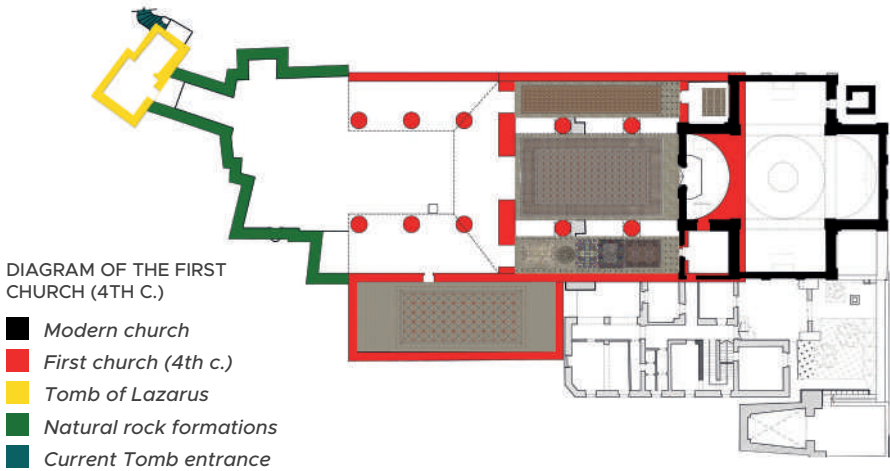 DIAGRAM OF THE FIRST
CHURCH (4TH C.)
Modern church
First church (4th c.)
Tomb of Lazarus
Natural rock formations
Current Tomb entrance